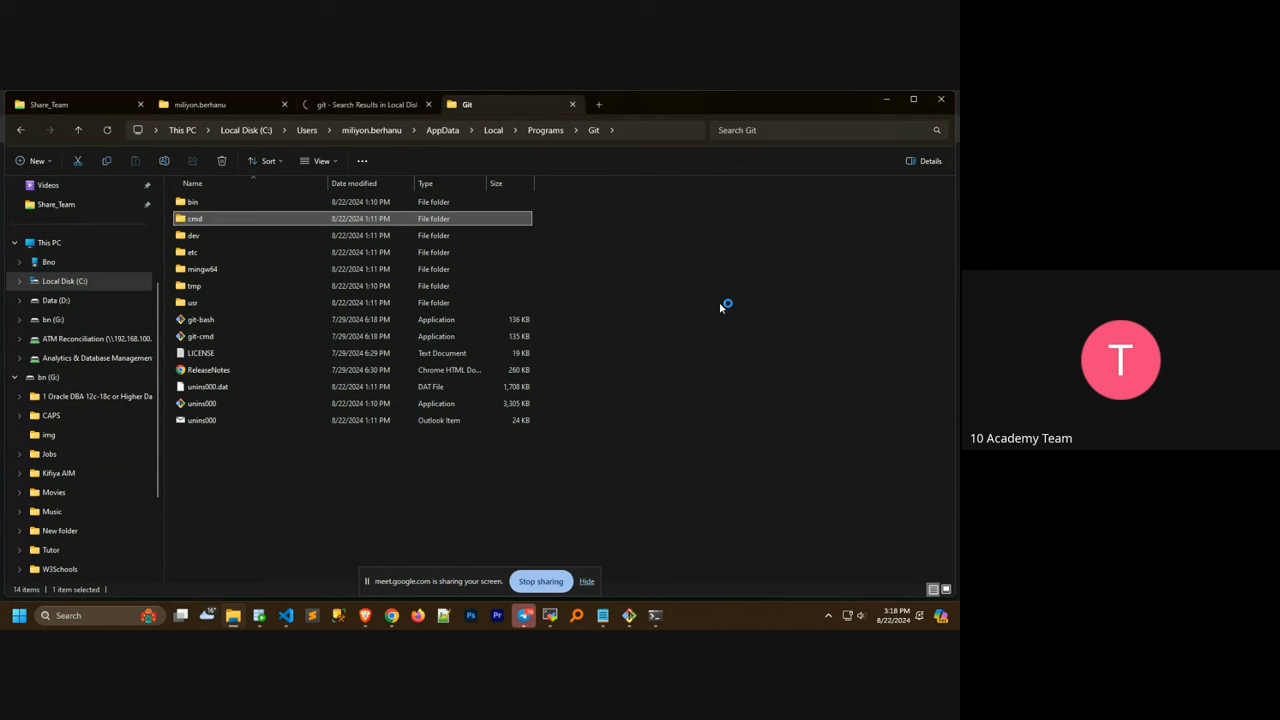 Share_Team
miliyon.berhanu
git - Search Results in Local Disk
Git
This PC > Local Disk (C:) > Users > miliyon.berhanu > AppData > Local > Programs > Git >
Search Git
New
Sort
View
Details
Videos
Share_Team
This PC
Bno
Local Disk (C:)
Data (D:)
bn (G:)
ATM Reconciliation (\\192.168.100.
Analytics & Database Managemen
bn (G:)
1 Oracle DBA 12c-18c or Higher Da
CAPS
img
Jobs
Kifiya AIM
Movies
Music
New folder
Tutor
W3Schools
Name Date modified Type Size
bin 8/22/2024 1:10 PM File folder
cmd 8/22/2024 1:11 PM File folder
dev 8/22/2024 1:11 PM File folder
etc 8/22/2024 1:11 PM File folder
mingw64 8/22/2024 1:11 PM File folder
tmp 8/22/2024 1:11 PM File folder
usr 8/22/2024 1:11 PM File folder
git-bash 7/29/2024 6:18 PM Application 136 KB
git-cmd 7/29/2024 6:18 PM Application 135 KB
LICENSE 7/29/2024 6:29 PM Text Document 19 KB
ReleaseNotes 7/29/2024 6:30 PM Chrome HTML Do... 260 KB
unins000.dat 8/22/2024 1:11 PM DAT File 1,708 KB
unins000 8/22/2024 1:10 PM Application 3,305 KB
unins000 8/22/2024 1:11 PM Outlook Item 24 KB
meet.google.com is sharing your screen.
Stop sharing
Hide
14 items
1 item selected
Search
16°
3:18 PM
8/22/2024
T
10 Academy Team